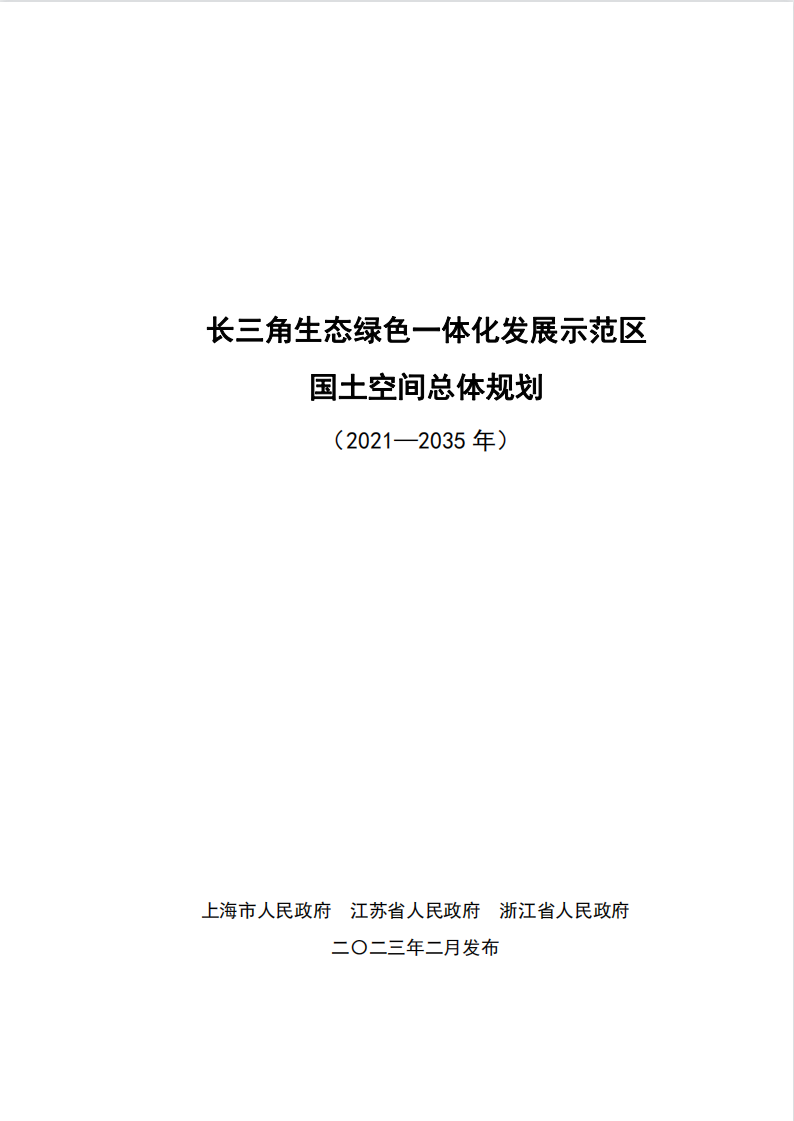 长三角生态绿色一体化发展示范区
国土空间总体规划
（2021—2035 年）
上海市人民政府　江苏省人民政府　浙江省人民政府
二〇二三年二月发布